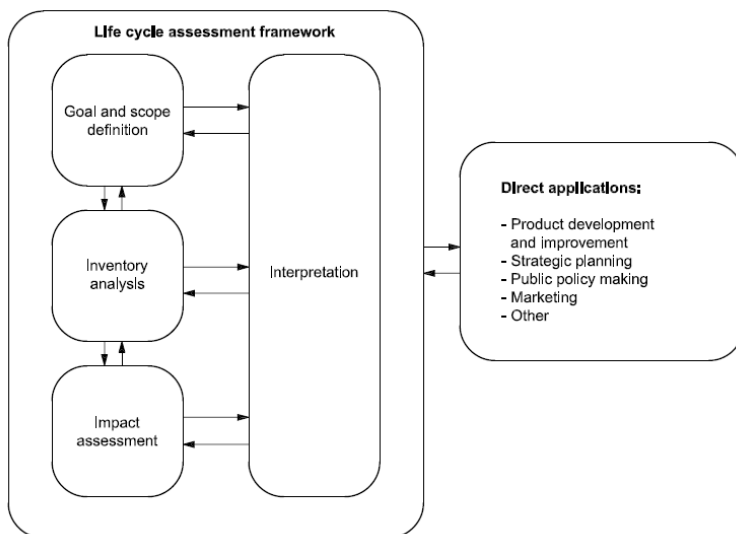 Life cycle assessment framework
Goal and scope
definition
Inventory
analysis
Impact
assessment
Interpretation
Direct applications:
- Product development
and improvement
- Strategic planning
- Public policy making
- Marketing
- Other